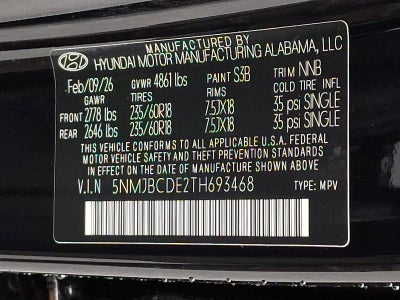 MANUFACTURED BY
HYUNDAI MOTOR MANUFACTURING ALABAMA, LLC
Feb/09/26 GVWR 4861 lbs PAINT S3B TRIM NNB
GAWR TIRES RIMS COLD TIRE INFL
FRONT 2778 lbs 235/60R18 7.5JX18 35 psi SINGLE
REAR 2646 lbs 235/60R18 7.5JX18 35 psi SINGLE
THIS VEHICLE CONFORMS TO ALL APPLICABLE U.S.A. FEDERAL
MOTOR VEHICLE SAFETY AND THEFT PREVENTION STANDARDS
IN EFFECT ON THE DATE OF MANUFACTURE SHOWN ABOVE
V.I.N 5NMJBCDE2TH693468 TYPE: MPV